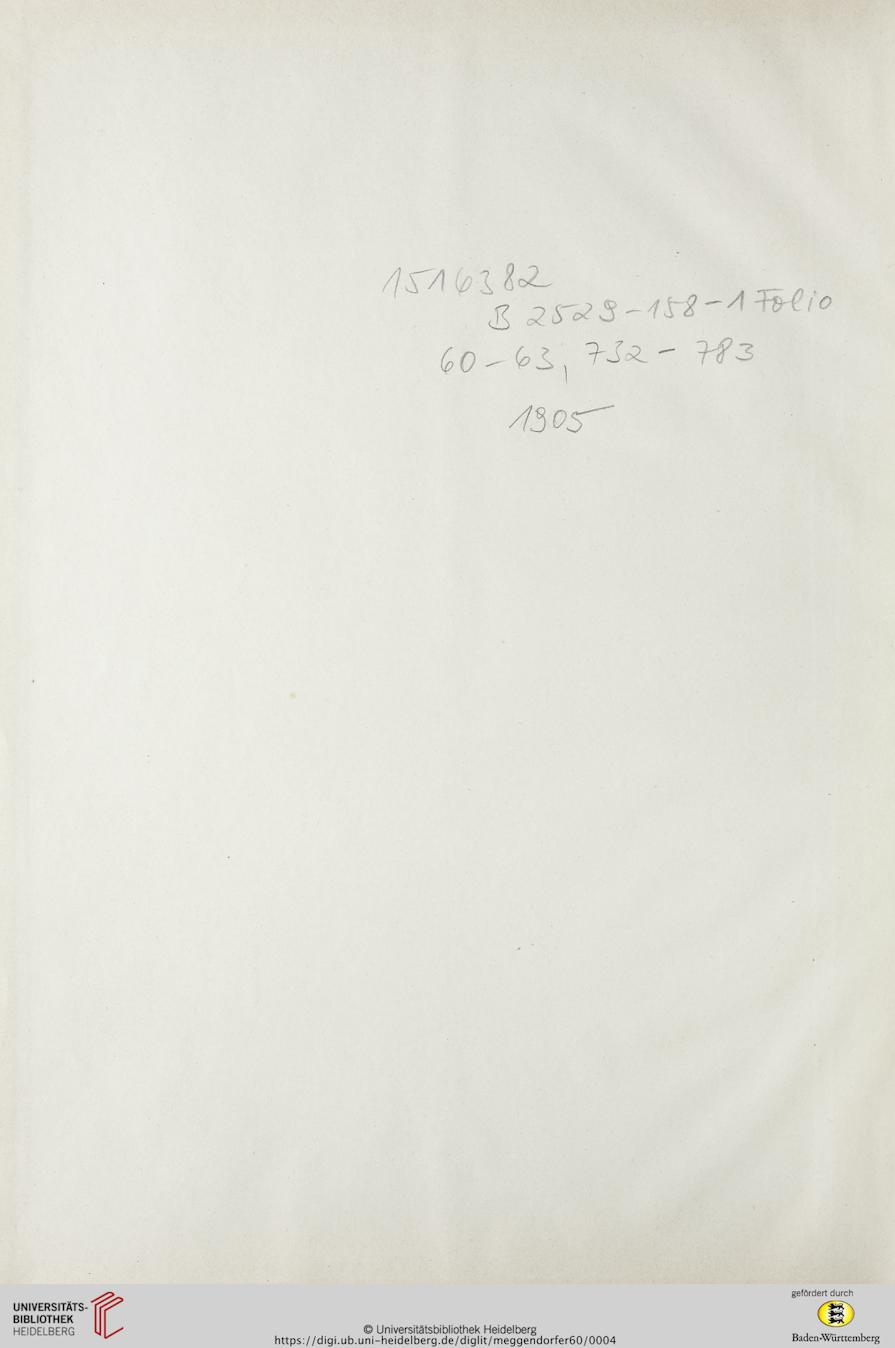 1516382
B 2529-158-1 Folio
60-63, 732-783
1905
UNIVERSITÄTS-
BIBLIOTHEK
HEIDELBERG
© Universitätsbibliothek Heidelberg
https://digi.ub.uni-heidelberg.de/diglit/meggendorfer60/0004
gefördert durch
Baden-Württemberg